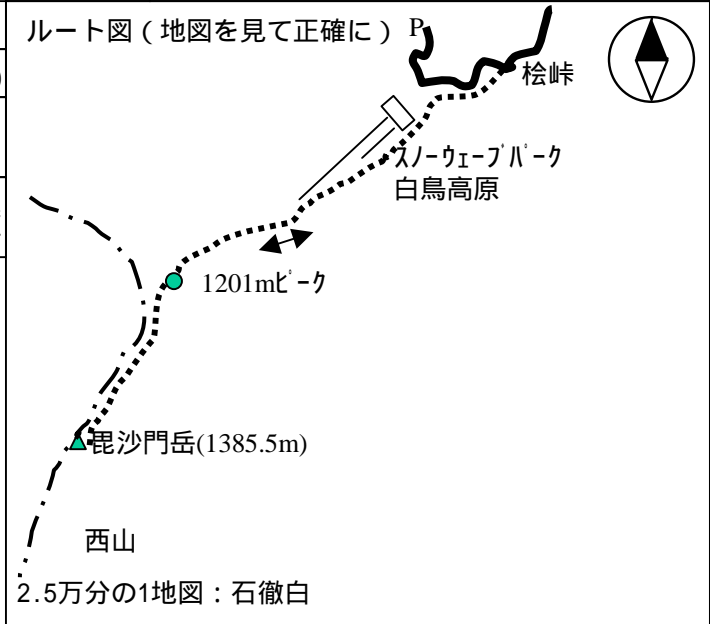 ルート図(地図を見て正確に)
P
桧峠
スノーウェーブパーク
白鳥高原
1201mピーク
毘沙門岳(1385.5m)
西山
2.5万分の1地図:石徹白